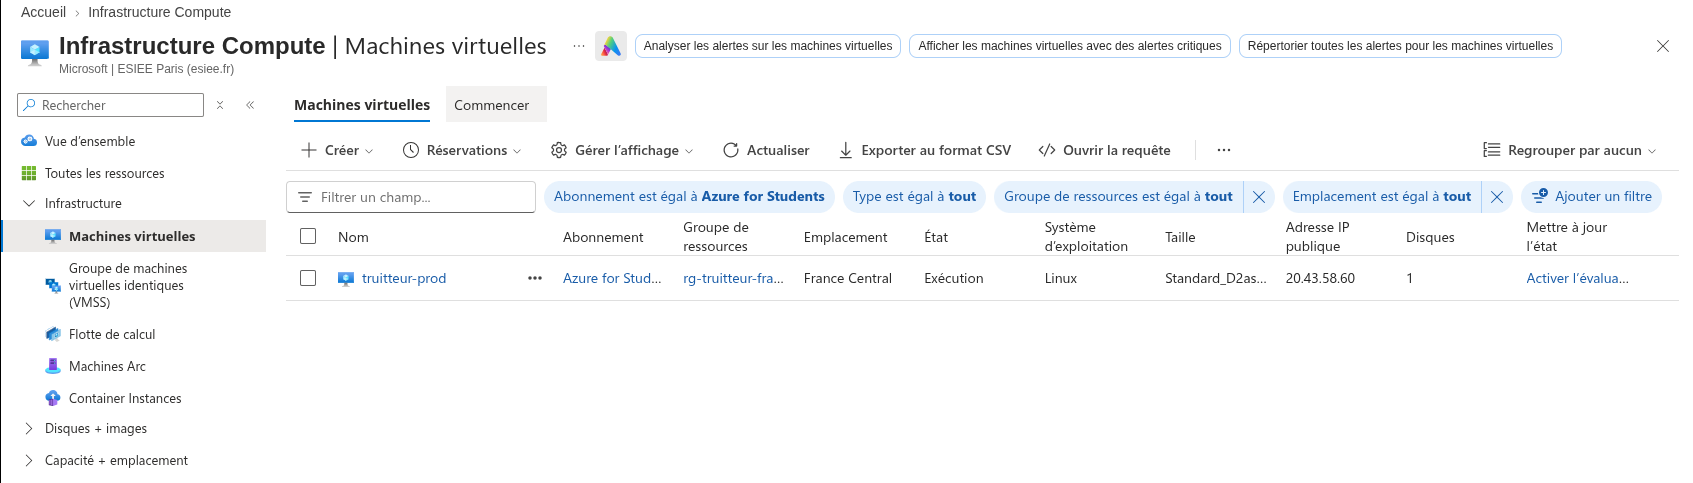 Accueil > Infrastructure Compute
Infrastructure Compute | Machines virtuelles ...
Analyser les alertes sur les machines virtuelles
Afficher les machines virtuelles avec des alertes critiques
Répertorier toutes les alertes pour les machines virtuelles
Microsoft | ESIEE Paris (esiee.fr)
Rechercher
Vue d'ensemble
Toutes les ressources
Infrastructure
Machines virtuelles
Groupe de machines
virtuelles identiques
(VMSS)
Flotte de calcul
Machines Arc
Container Instances
Disques + images
Capacité + emplacement
Machines virtuelles Commencer
Créer Réservations Gérer l'affichage Actualiser Exporter au format CSV Ouvrir la requête ... Regrouper par aucun
Filtrer un champ... Abonnement est égal à Azure for Students Type est égal à tout Groupe de ressources est égal à tout Emplacement est égal à tout Ajouter un filtre
Nom
Abonnement
Groupe de
ressources
Emplacement
État
Système
d'exploitation
Taille
Adresse IP
publique
Disques
Mettre à jour
l'état
truitteur-prod ... Azure for Stud... rg-truitteur-fra... France Central Exécution Linux Standard_D2as... 20.43.58.60 1 Activer l'évalua...